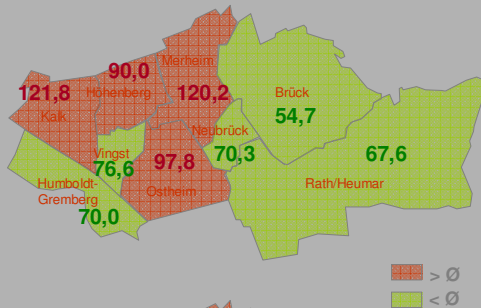 Merheim
90,0
121,8
Höhenberg
120,2
Brück
Kalk
54,7
Neubrück
Vingst
76,6
97,8
70,3
67,6
Humboldt-
Gremberg
Ostheim
Rath/Heumar
70,0
> Ø
< Ø